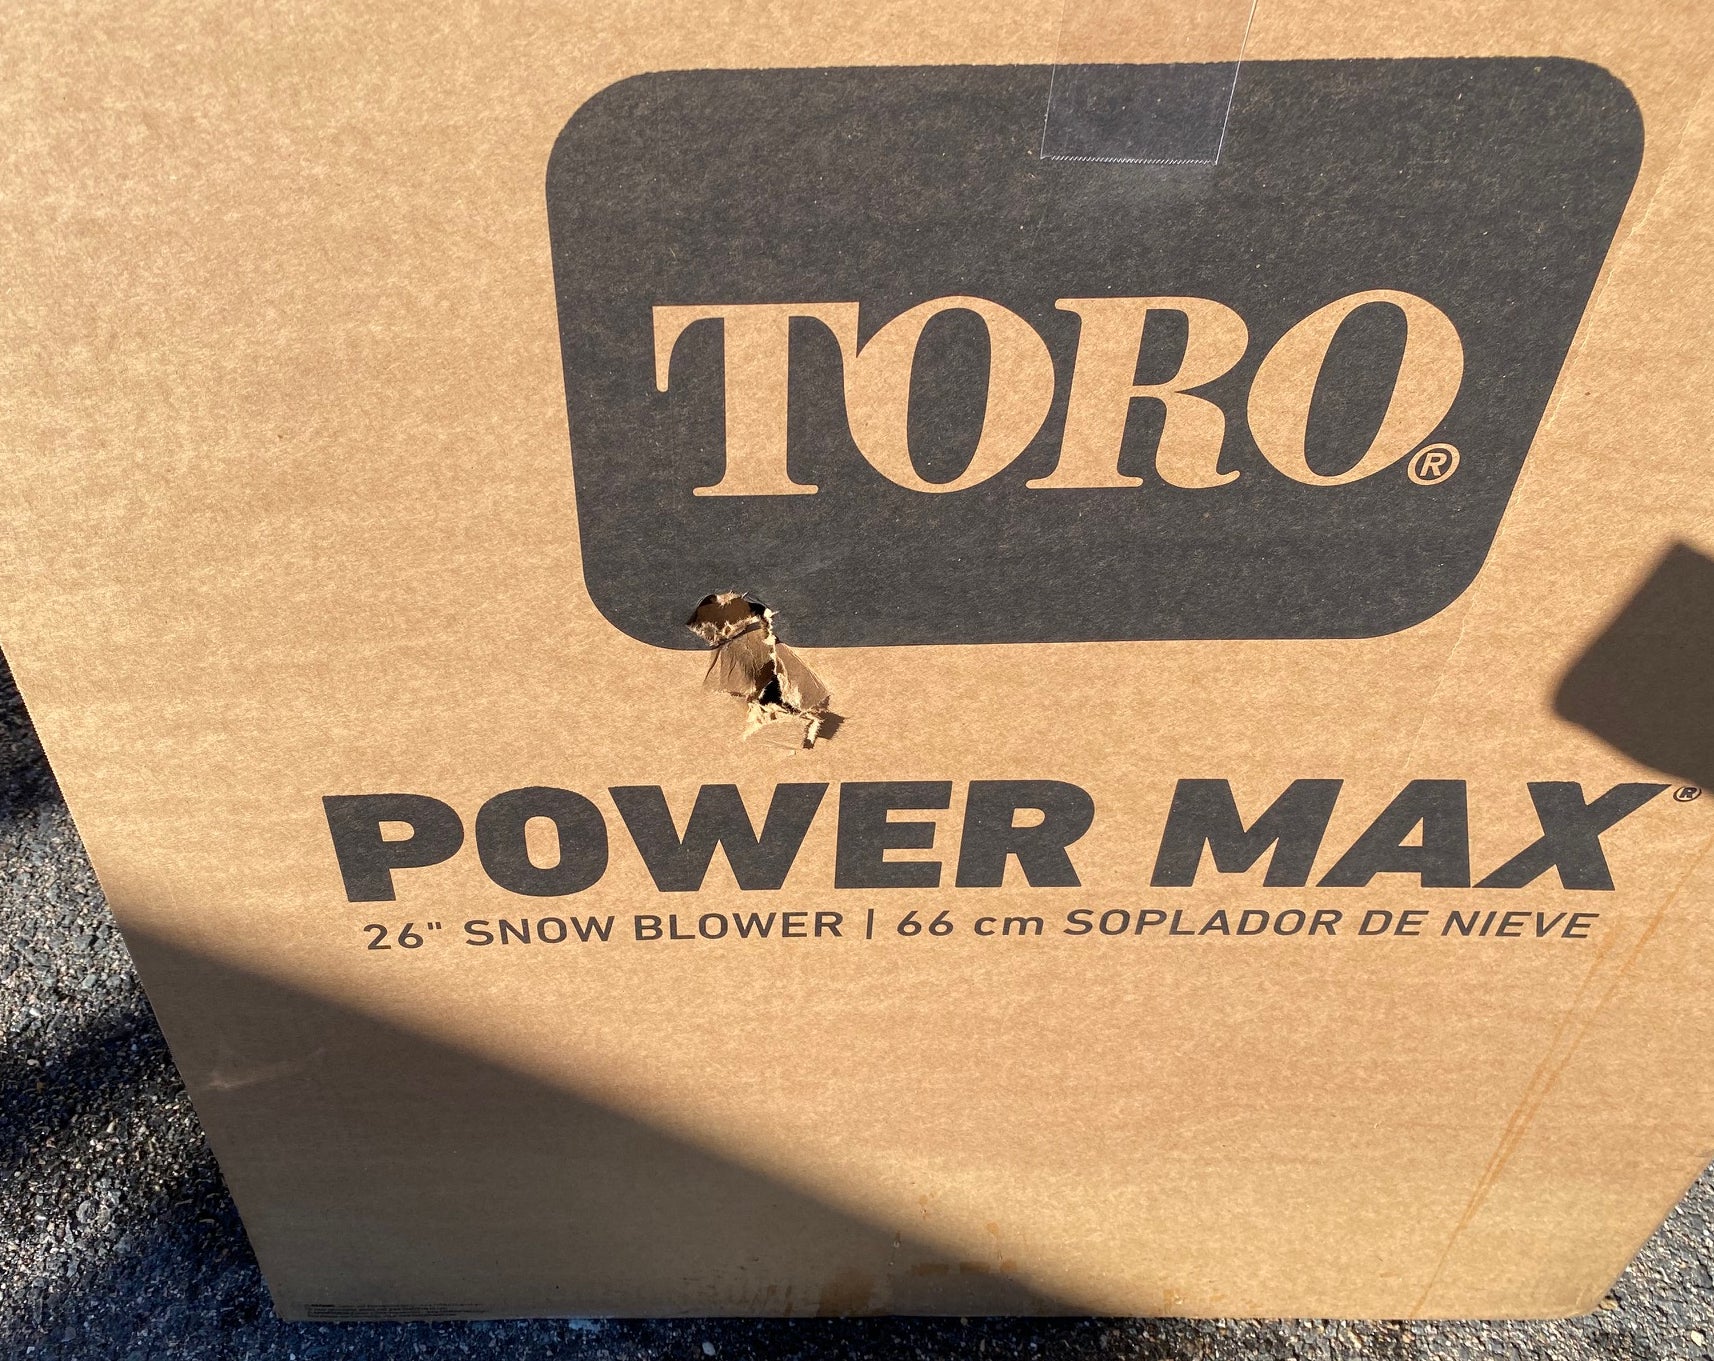 TORO®
POWER MAX®
26" SNOW BLOWER | 66 cm SOPLADOR DE NIEVE